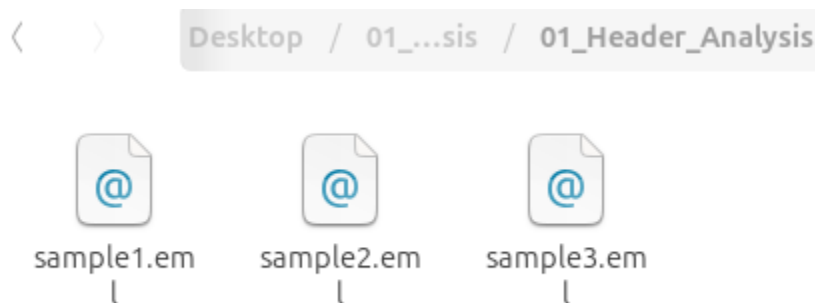 Desktop / 01_...sis / 01_Header_Analysis
@ @ @
sample1.em sample2.em sample3.em
l l l